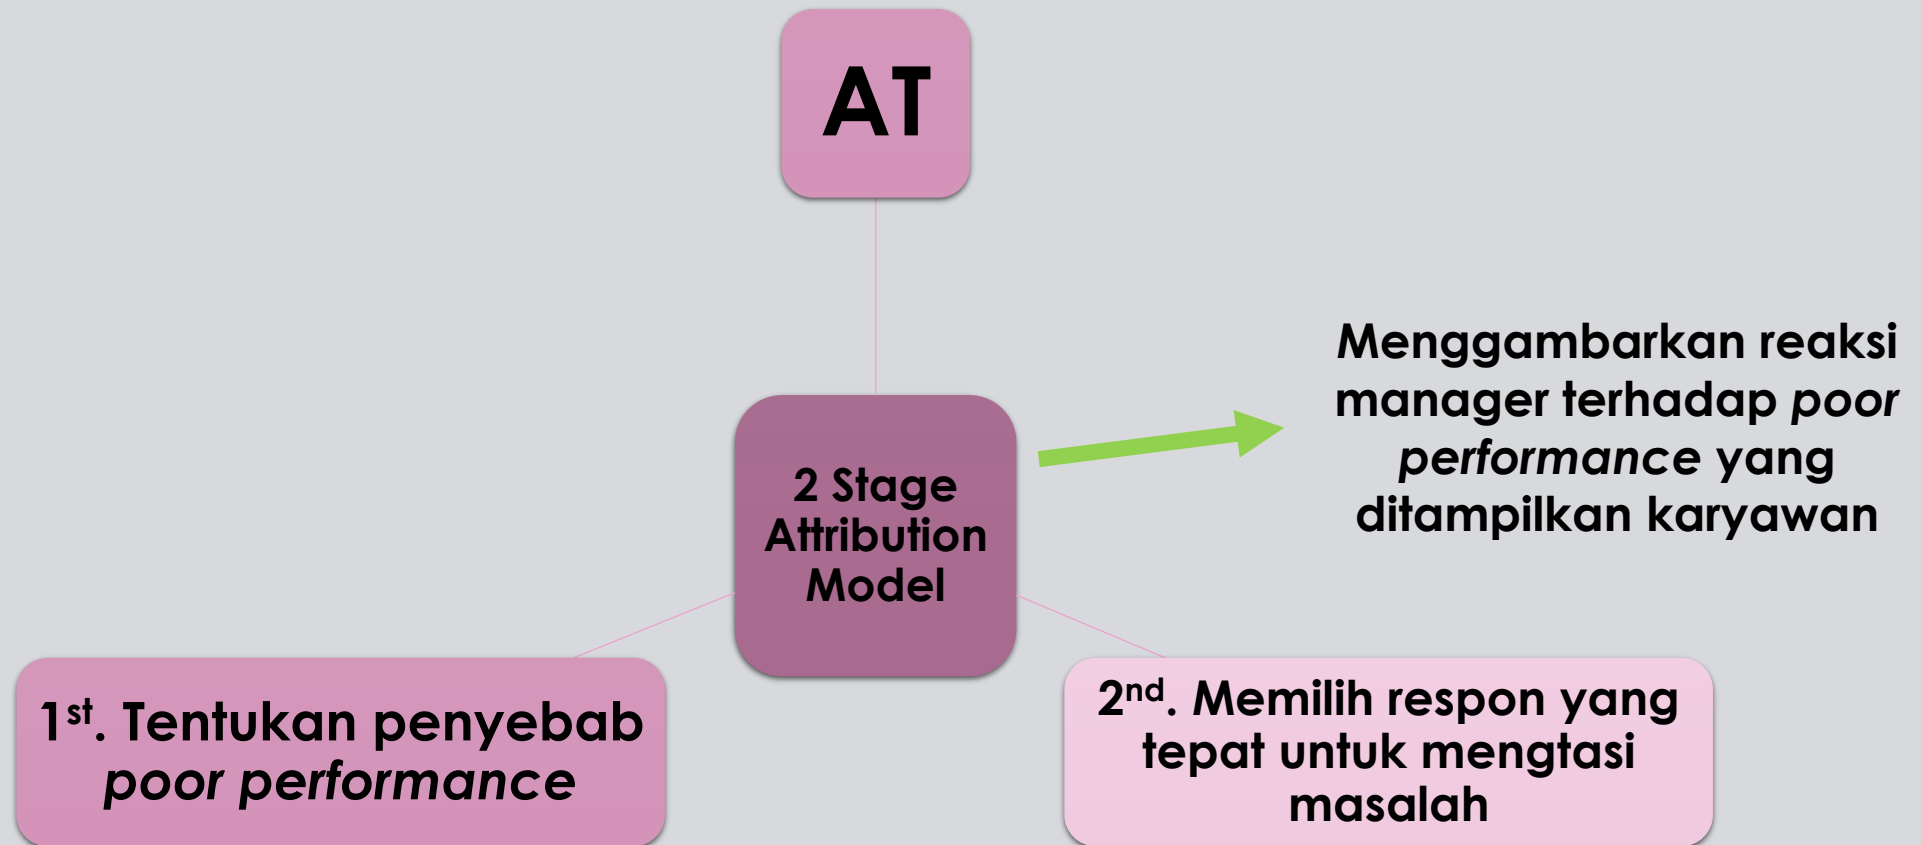 AT
2 Stage
Attribution
Model
Menggambarkan reaksi
manager terhadap poor
performance yang
ditampilkan karyawan
1st. Tentukan penyebab
poor performance
2nd. Memilih respon yang
tepat untuk mengtasi
masalah